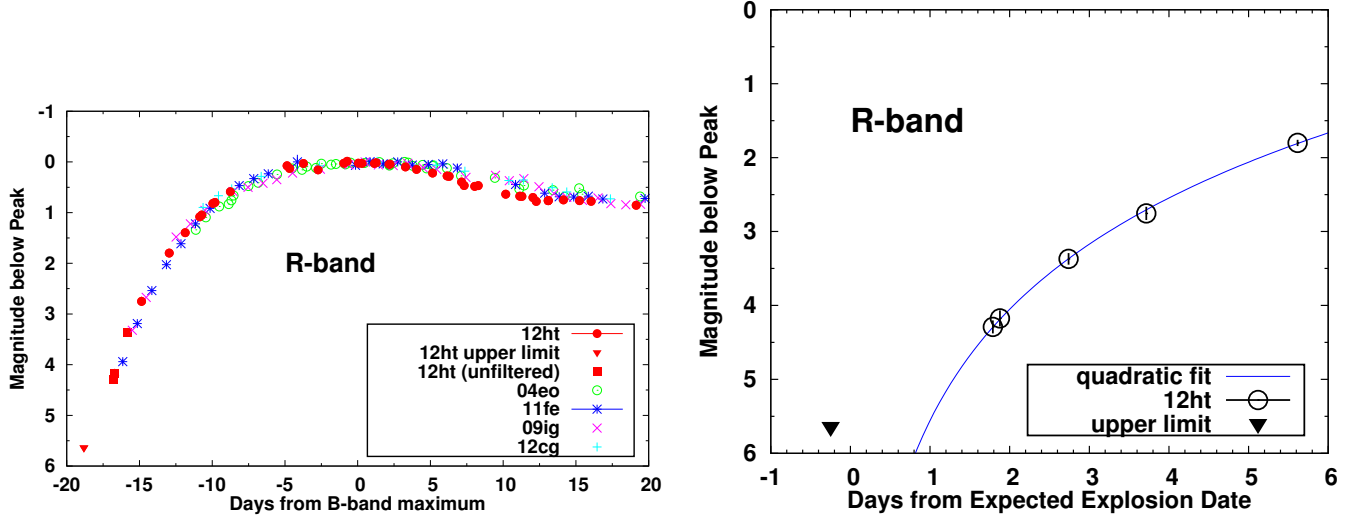 -1
0
1
2
3
4
5
6
-20
-15
-10
-5
0
5
10
15
20
Magnitude below Peak
Days from B-band maximum
R-band
12ht
12ht upper limit
12ht (unfiltered)
04eo
11fe
09ig
12cg
0
1
2
3
4
5
6
-1
0
1
2
3
4
5
6
Magnitude below Peak
Days from Expected Explosion Date
R-band
quadratic fit
12ht
upper limit